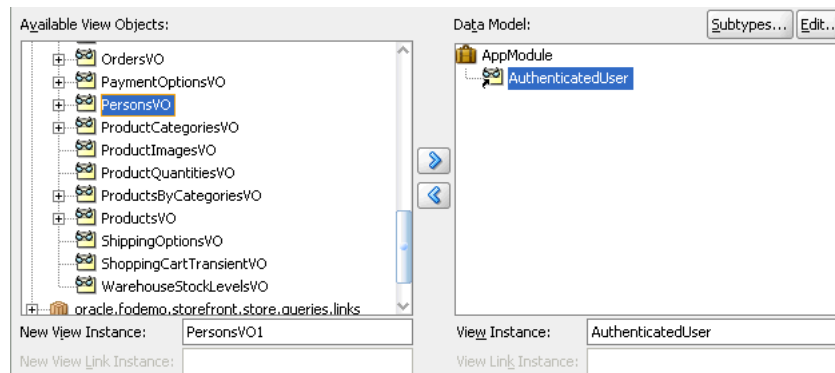 Available View Objects:
OrdersVO
PaymentOptionsVO
PersonsVO
ProductCategoriesVO
ProductImagesVO
ProductQuantitiesVO
ProductsByCategoriesVO
ProductsVO
ShippingOptionsVO
ShoppingCartTransientVO
WarehouseStockLevelsVO
oracle.fodemo.storefront.store.queries.links
New View Instance: PersonsVO1
New View Link Instance:
Data Model:
Subtypes... Edit..
AppModule
AuthenticatedUser
View Instance: AuthenticatedUser
View Link Instance: